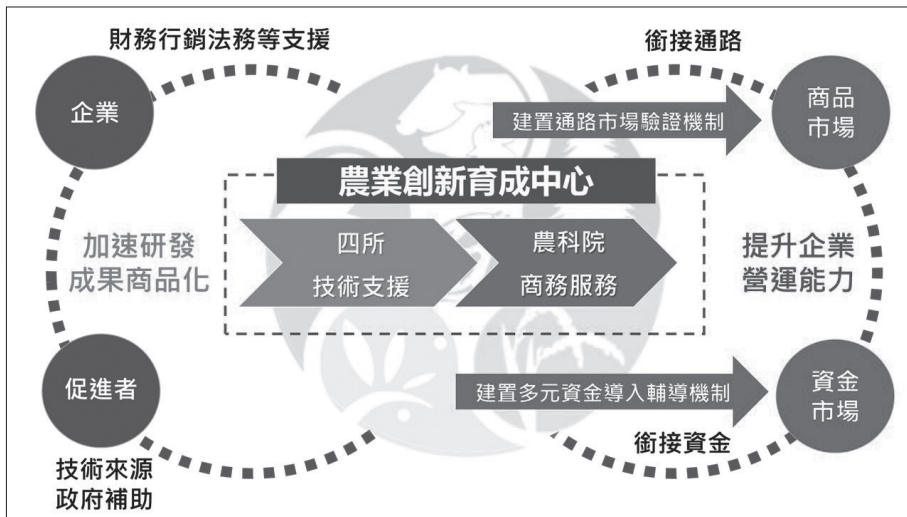 財務行銷法務等支援
銜接通路
企業
商品
市場
建置通路市場驗證機制
農業創新育成中心
加速研發
成果商品化
四所
技術支援
農科院
商務服務
提升企業
營運能力
促進者
建置多元資金導入輔導機制
資金
市場
銜接資金
技術來源
政府補助